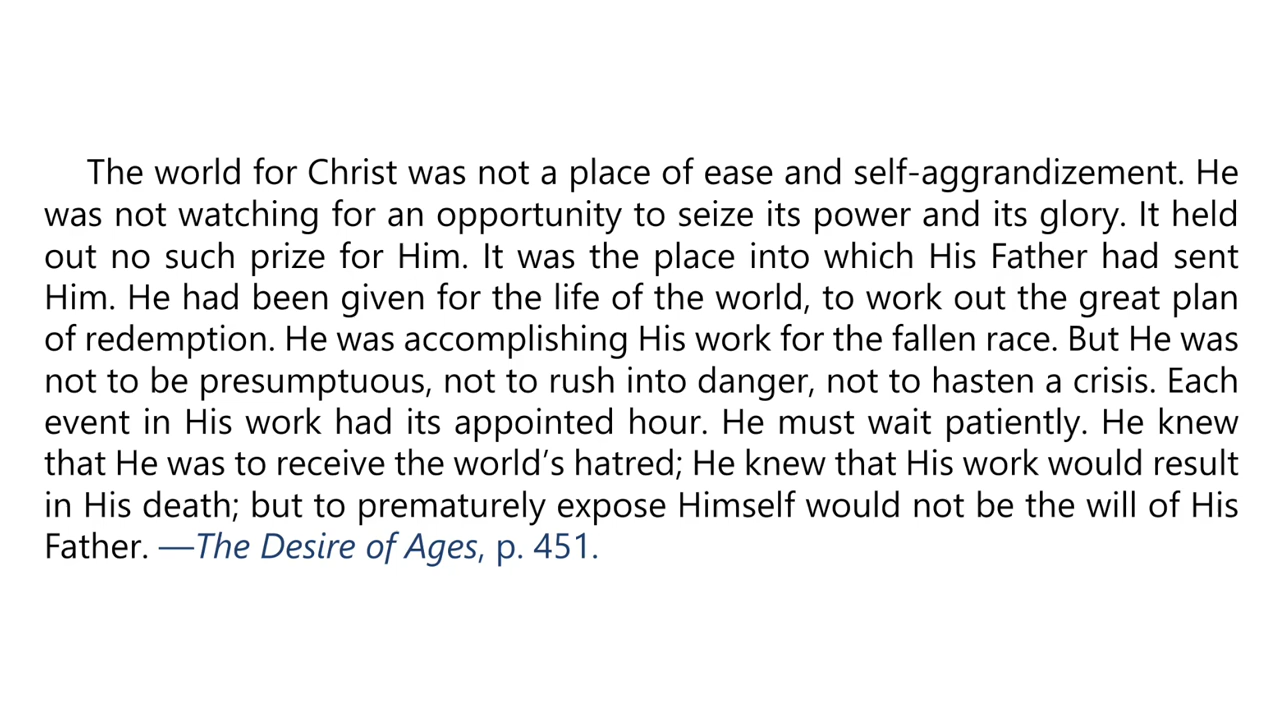 The world for Christ was not a place of ease and self-aggrandizement. He
was not watching for an opportunity to seize its power and its glory. It held
out no such prize for Him. It was the place into which His Father had sent
Him. He had been given for the life of the world, to work out the great plan
of redemption. He was accomplishing His work for the fallen race. But He was
not to be presumptuous, not to rush into danger, not to hasten a crisis. Each
event in His work had its appointed hour. He must wait patiently. He knew
that He was to receive the world’s hatred; He knew that His work would result
in His death; but to prematurely expose Himself would not be the will of His
Father. —The Desire of Ages, p. 451.